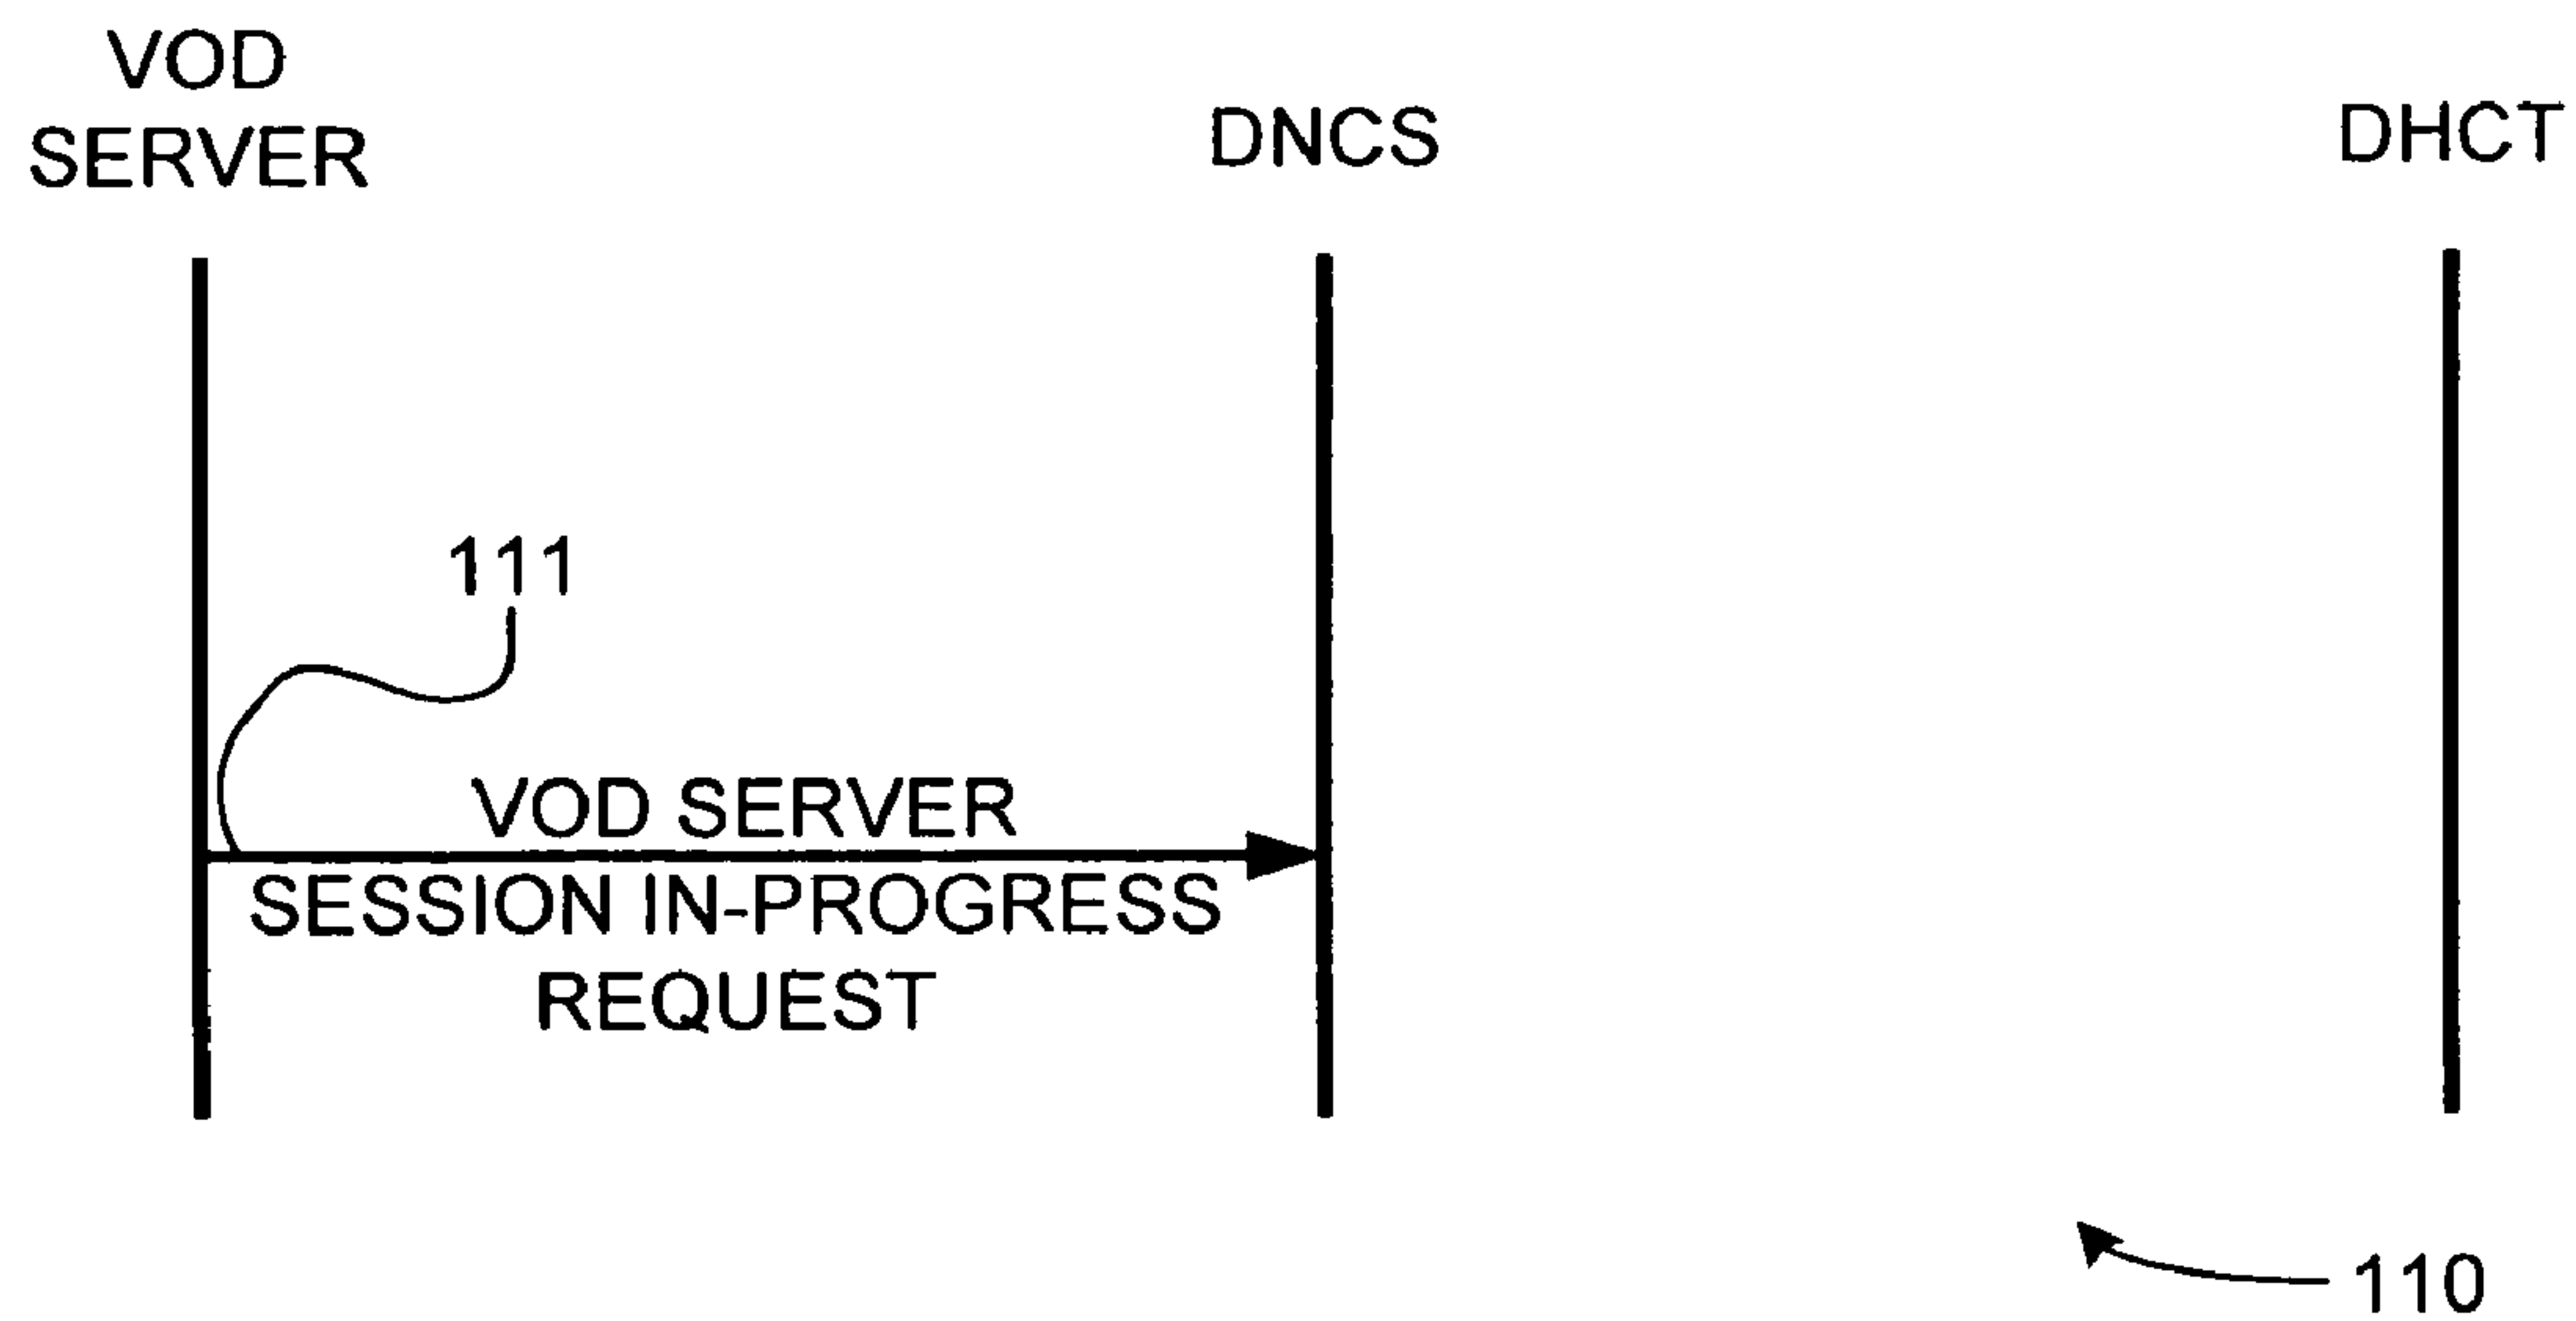 VOD
SERVER
DNCS
DHCT
111
VOD SERVER
SESSION IN-PROGRESS
REQUEST
110